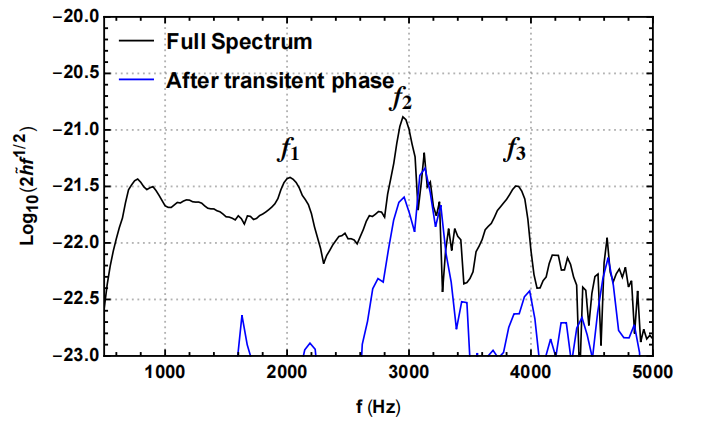 −20.0
Full Spectrum
−20.5
After transitent phase
f2
−21.0
f1
f3
−21.5
−22.0
−22.5
−23.0
Log10 (2h̃f^1/2)
1000 2000 3000 4000 5000
f (Hz)